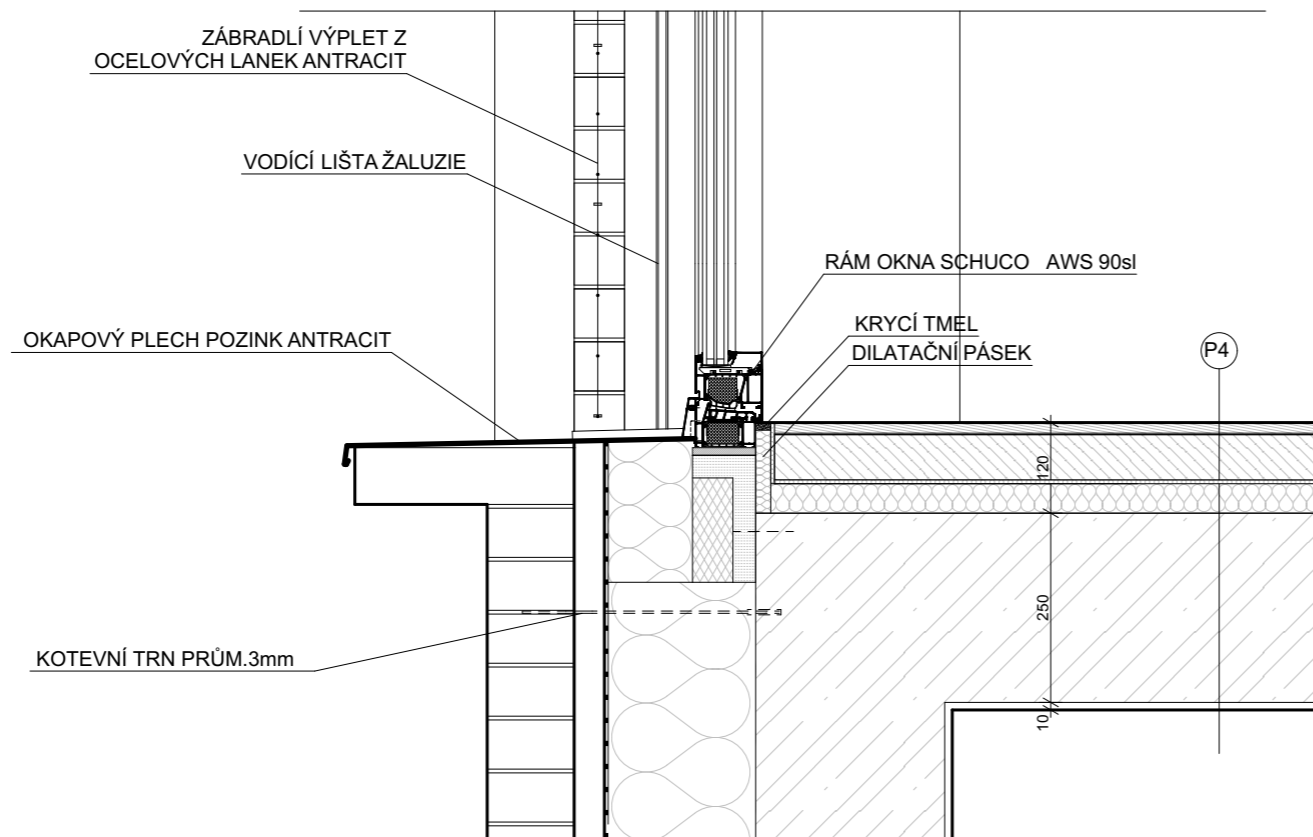 ZÁBRADLÍ VÝPLET Z
OCELOVÝCH LANEK ANTRACIT
VODÍCÍ LIŠTA ŽALUZIE
RÁM OKNA SCHUCO AWS 90sl
OKAPOVÝ PLECH POZINK ANTRACIT
KRYCÍ TMEL
DILATAČNÍ PÁSEK
P4
120
250
KOTEVNÍ TRN PRŮM.3mm
10